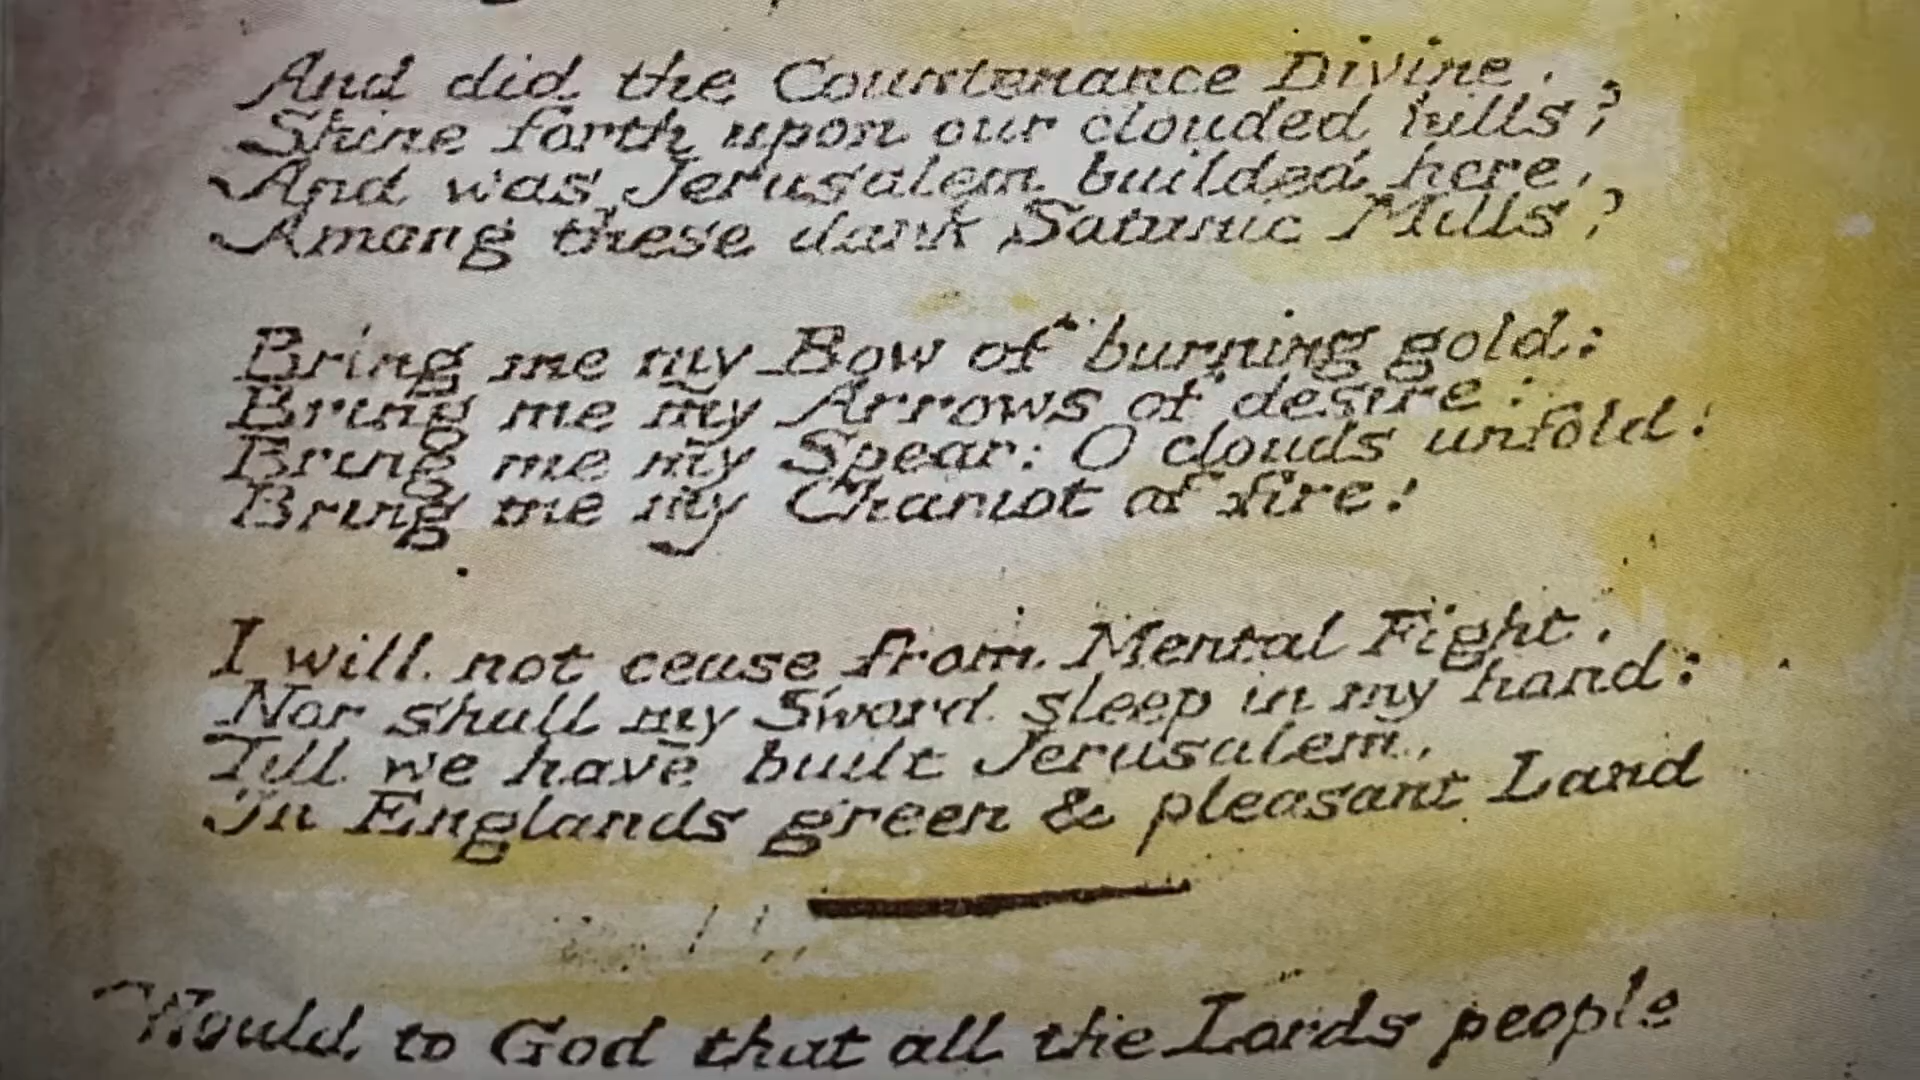 And did the Countenance Divine.
Shine forth upon our clouded hills?
And was Jerusalem builded here,
Among these dark Satanic Mills?
Bring me my Bow of burning gold:
Bring me my Arrows of desire:
Bring me my Spear: O clouds unfold!
Bring me my Chariot of fire!
I will not cease from Mental Fight.
Nor shall my Sword sleep in my hand:
Till we have built Jerusalem,
In Englands green & pleasant Land
Would to God that all the Lords people